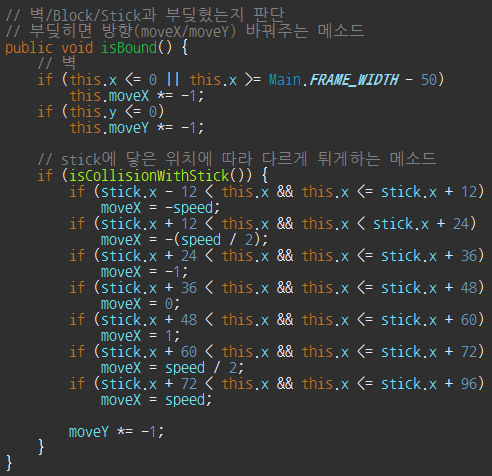 // 벽/Block/Stick과 부딪혔는지 판단
// 부딪히면 방향(moveX/moveY) 바꿔주는 메소드
public void isBound() {
    // 벽
    if (this.x <= 0 || this.x >= Main.FRAME_WIDTH - 50)
        this.moveX *= -1;
    if (this.y <= 0)
        this.moveY *= -1;

    // stick에 닿은 위치에 따라 다르게 튀게하는 메소드
    if (isCollisionWithStick()) {
        if (stick.x - 12 < this.x && this.x <= stick.x + 12)
            moveX = -speed;
        if (stick.x + 12 < this.x && this.x < stick.x + 24)
            moveX = -(speed / 2);
        if (stick.x + 24 < this.x && this.x <= stick.x + 36)
            moveX = -1;
        if (stick.x + 36 < this.x && this.x <= stick.x + 48)
            moveX = 0;
        if (stick.x + 48 < this.x && this.x <= stick.x + 60)
            moveX = 1;
        if (stick.x + 60 < this.x && this.x <= stick.x + 72)
            moveX = speed / 2;
        if (stick.x + 72 < this.x && this.x <= stick.x + 96)
            moveX = speed;

        moveY *= -1;
    }
}